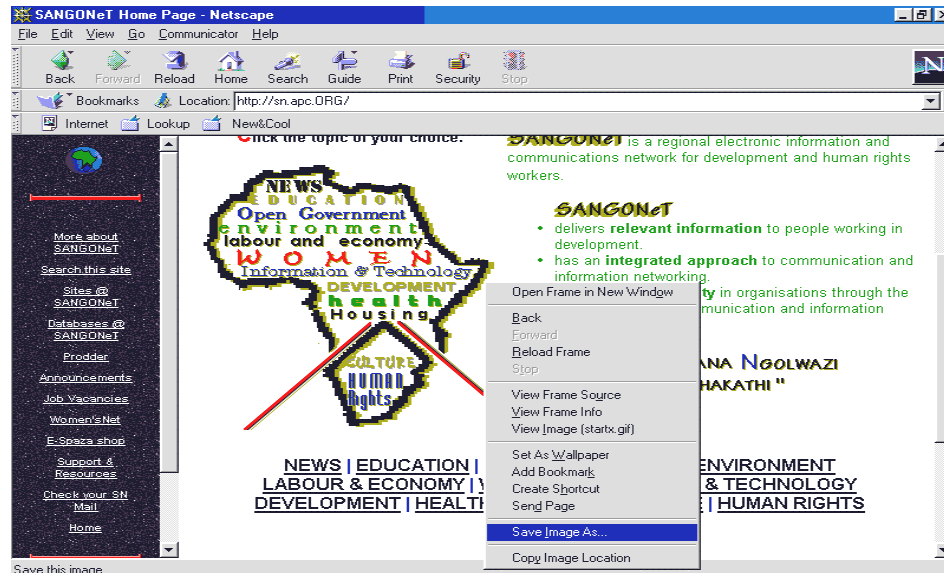 SANGONeT Home Page - Netscape
File Edit View Go Communicator Help
Back Forward Reload Home Search Guide Print Security Stop
N
Bookmarks Location: http://sn.apc.ORG/
Internet Lookup New&Cool
More about
SANGONeT
Search this site
Sites @
SANGONeT
Databases @
SANGONeT
Prodder
Announcements
Job Vacancies
Women'sNet
E-Spaza shop
Support &
Resources
Check your SN
Mail
Home
Click the topic of your choice.
NEWS
EDUCATION
Open Government
environment
labour and economy
WOMEN
Information & Technology
DEVELOPMENT
health
Housing
CULTURE
HUMAN
Rights
SANGONeT is a regional electronic information and
communications network for development and human rights
workers.
SANGONeT
• delivers relevant information to people working in
development.
• has an integrated approach to communication and
information networking.
ty in organisations through the
munication and information
ANA NGOLWAZI
HAKATHI "
NEWS | EDUCATION | ENVIRONMENT
LABOUR & ECONOMY | & TECHNOLOGY
DEVELOPMENT | HEALTH | HUMAN RIGHTS
Open Frame in New Window
Back
Forward
Reload Frame
Stop
View Frame Source
View Frame Info
View Image (startx.gif)
Set As Wallpaper
Add Bookmark
Create Shortcut
Send Page
Save Image As...
Copy Image Location
Save this image